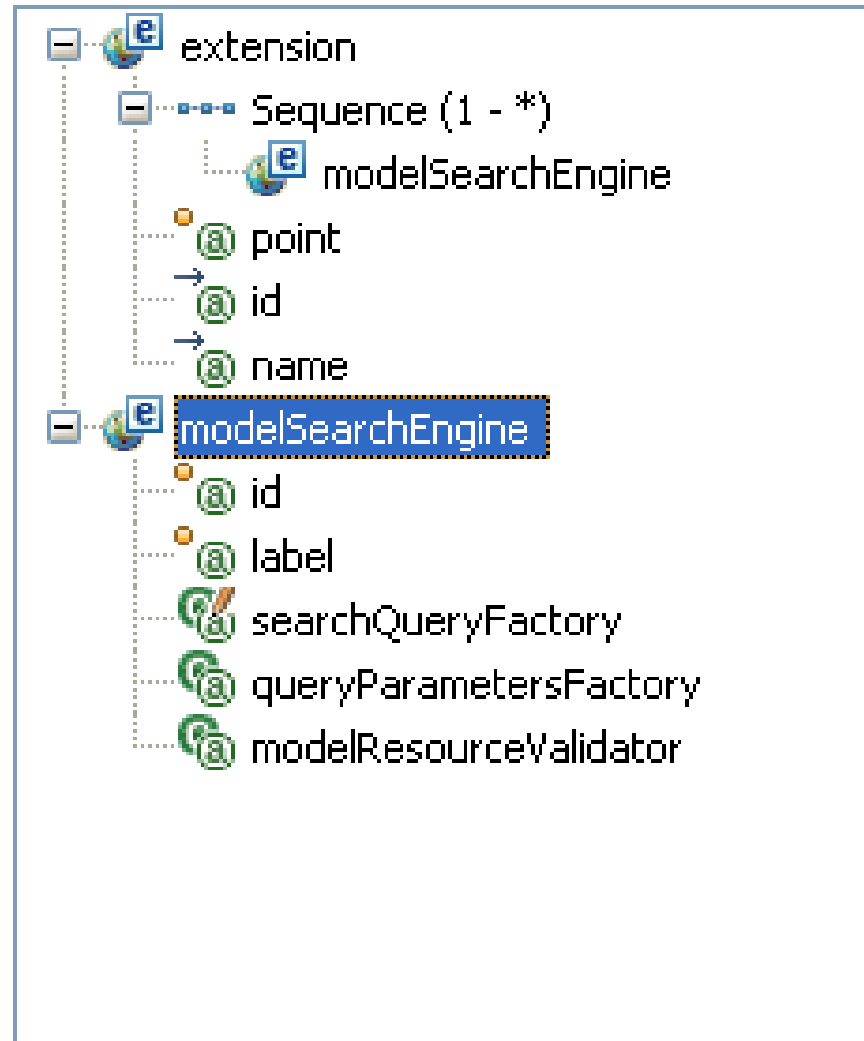 extension
Sequence (1 - *)
modelSearchEngine
point
id
name
modelSearchEngine
id
label
searchQueryFactory
queryParametersFactory
modelResourceValidator